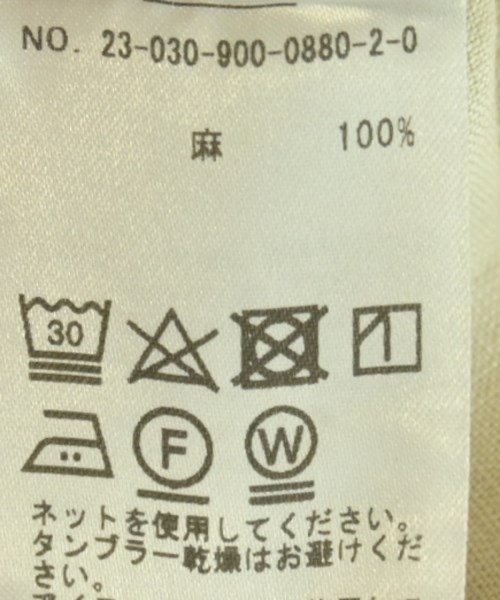 NO. 23-030-900-0880-2-0
麻 100%
30
F W
ネットを使用してください。
タンブラー乾燥はお避けくだ
さい。